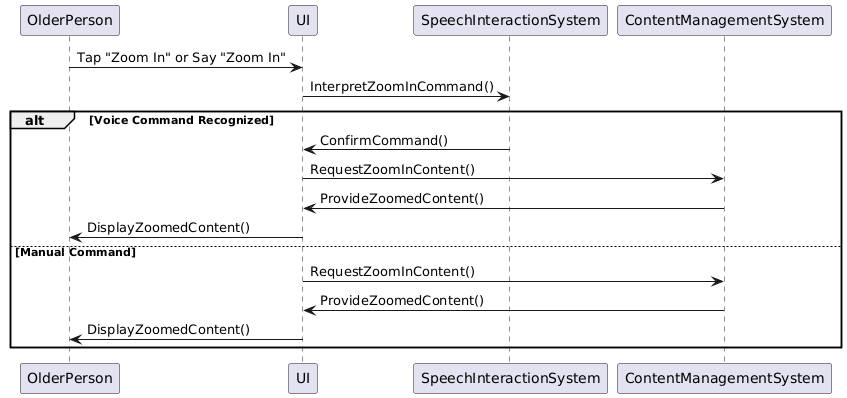 OlderPerson UI SpeechInteractionSystem ContentManagementSystem
Tap "Zoom In" or Say "Zoom In"
InterpretZoomInCommand()
alt [Voice Command Recognized]
ConfirmCommand()
RequestZoomInContent()
ProvideZoomedContent()
DisplayZoomedContent()
[Manual Command]
RequestZoomInContent()
ProvideZoomedContent()
DisplayZoomedContent()
OlderPerson UI SpeechInteractionSystem ContentManagementSystem